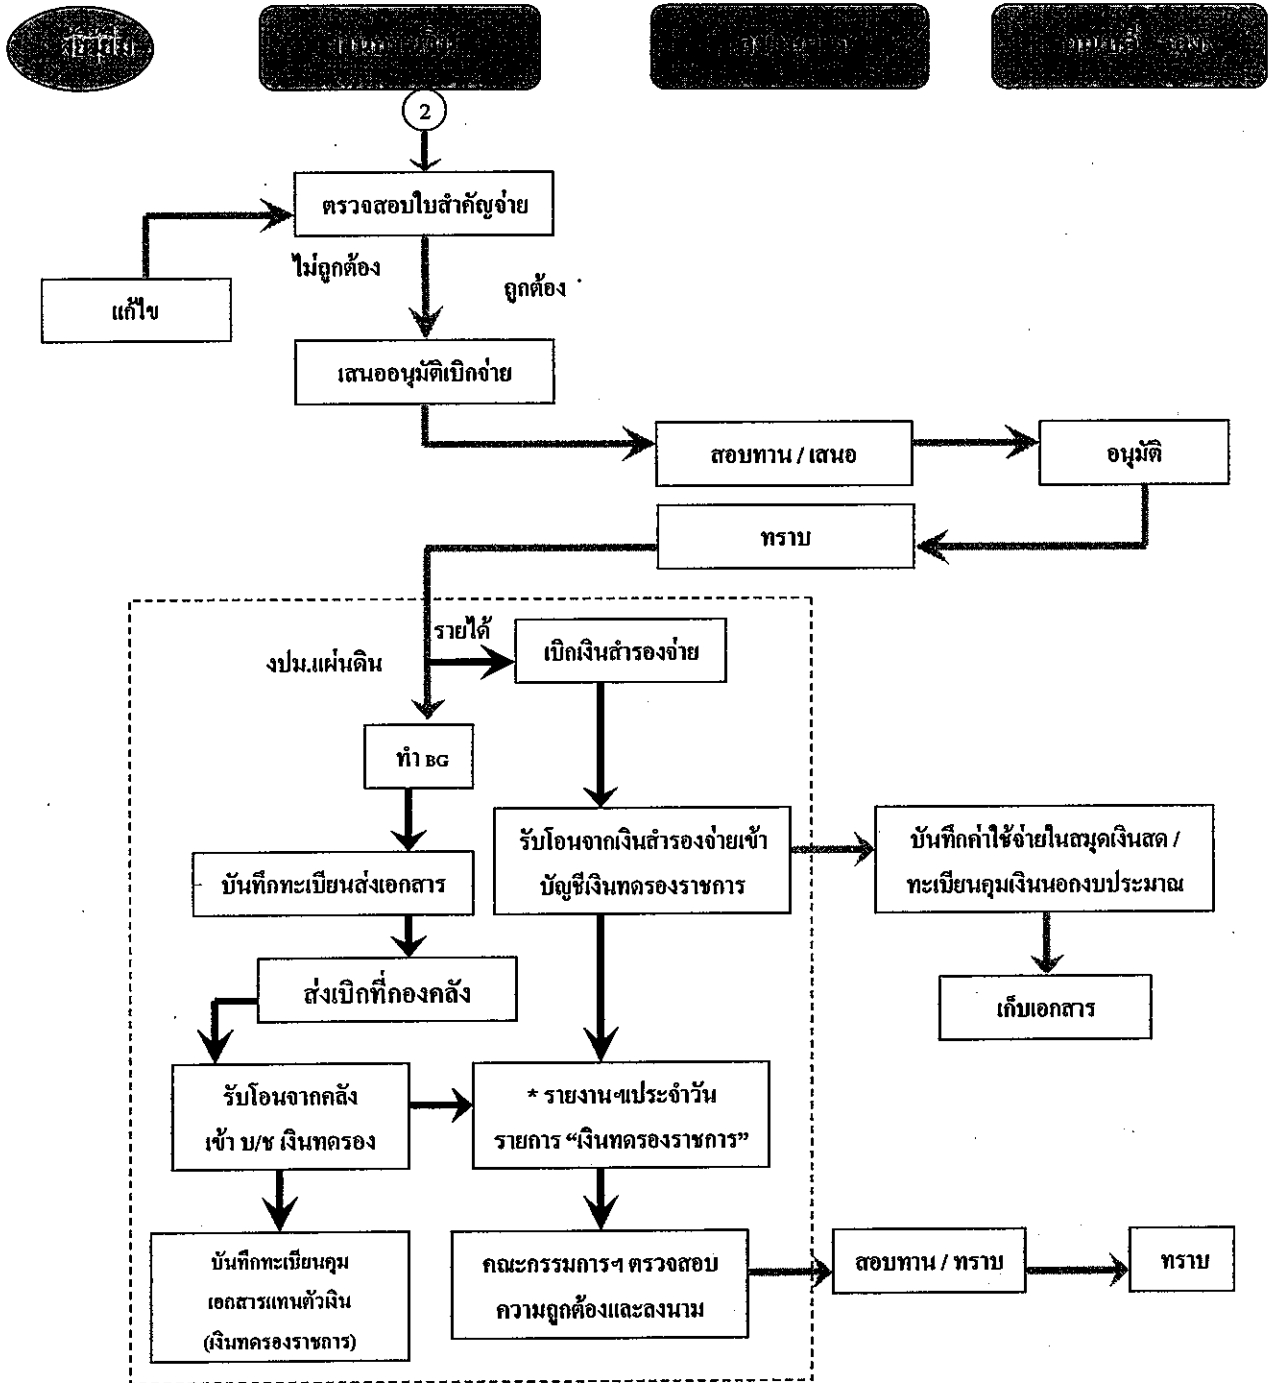 2
ตรวจสอบใบสำคัญจ่าย
ไม่ถูกต้อง
ถูกต้อง
แก้ไข
เสนออนุมัติเบิกจ่าย
สอบทาน / เสนอ
อนุมัติ
ทราบ
รายได้
เบิกเงินสำรองจ่าย
งปม.แผ่นดิน
ทำ BG
รับโอนจากเงินสำรองจ่ายเข้า
บัญชีเงินทดรองราชการ
บันทึกค่าใช้จ่ายในสมุดเงินสด /
ทะเบียนคุมเงินนอกงบประมาณ
บันทึกทะเบียนส่งเอกสาร
ส่งเบิกที่กองคลัง
เก็บเอกสาร
รับโอนจากคลัง
เข้า บ/ช เงินทดรอง
* รายงานฯประจำวัน
รายการ “เงินทดรองราชการ”
บันทึกทะเบียนคุม
เอกสารแทนตัวเงิน
(เงินทดรองราชการ)
คณะกรรมการฯ ตรวจสอบ
ความถูกต้องและลงนาม
สอบทาน / ทราบ
ทราบ